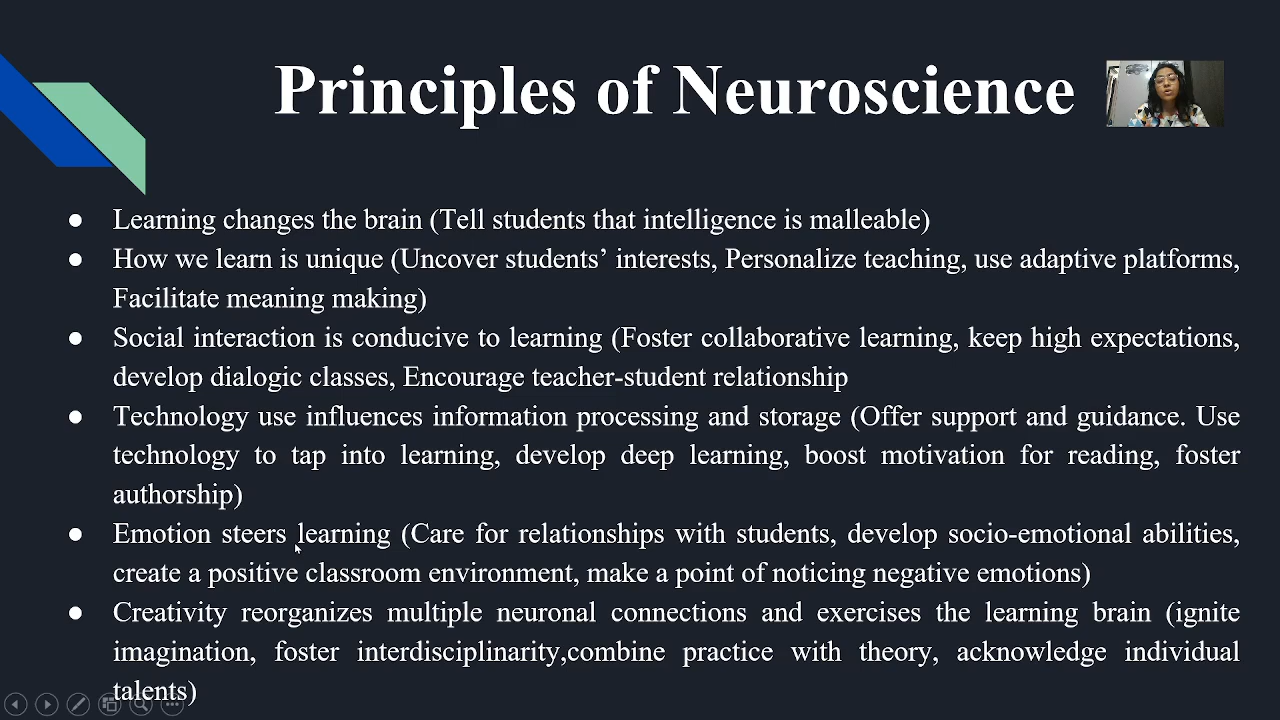 Principles of Neuroscience
● Learning changes the brain (Tell students that intelligence is malleable)
● How we learn is unique (Uncover students’ interests, Personalize teaching, use adaptive platforms,
Facilitate meaning making)
● Social interaction is conducive to learning (Foster collaborative learning, keep high expectations,
develop dialogic classes, Encourage teacher-student relationship
● Technology use influences information processing and storage (Offer support and guidance. Use
technology to tap into learning, develop deep learning, boost motivation for reading, foster
authorship)
● Emotion steers learning (Care for relationships with students, develop socio-emotional abilities,
create a positive classroom environment, make a point of noticing negative emotions)
● Creativity reorganizes multiple neuronal connections and exercises the learning brain (ignite
imagination, foster interdisciplinarity,combine practice with theory, acknowledge individual
talents)